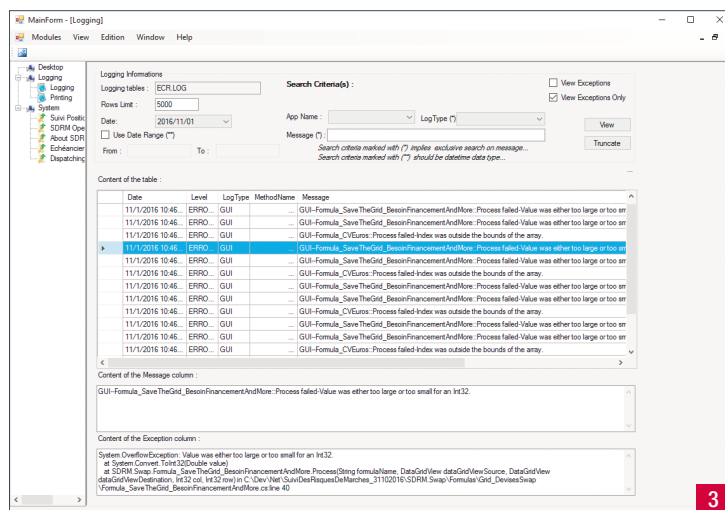 MainForm - [Logging]
Modules View Edition Window Help
Desktop
Logging
Logging
Printing
System
Suivi Positic
SDRM Ope
About SDR
Echéancier
Dispatching
Logging Informations
Logging tables : ECR.LOG
Rows Limit : 5000
Date: 2016/11/01
Use Date Range (**)
From : To :
Search Criteria(s) :
App Name : LogType (*)
Message (*) :
Search criteria marked with (*) implies exclusive search on message...
Search criteria marked with (**) should be datetime data type...
View Exceptions
View Exceptions Only
View
Truncate
...
Content of the table :
Date Level LogType MethodName Message
11/1/2016 10:46... ERRO... GUI ... GUI--Formula_SaveTheGrid_BesoinFinancementAndMore::Process failed-Value was either too large or too sm
11/1/2016 10:46... ERRO... GUI ... GUI--Formula_SaveTheGrid_BesoinFinancementAndMore::Process failed-Value was either too large or too sm
11/1/2016 10:46... ERRO... GUI ... GUI--Formula_CVEuros::Process failed-Index was outside the bounds of the array.
11/1/2016 10:46... ERRO... GUI ... GUI--Formula_SaveTheGrid_BesoinFinancementAndMore::Process failed-Value was either too large or too sm
11/1/2016 10:46... ERRO... GUI ... GUI--Formula_CVEuros::Process failed-Index was outside the bounds of the array.
11/1/2016 10:46... ERRO... GUI ... GUI--Formula_SaveTheGrid_BesoinFinancementAndMore::Process failed-Value was either too large or too sm
11/1/2016 10:46... ERRO... GUI ... GUI--Formula_CVEuros::Process failed-Index was outside the bounds of the array.
11/1/2016 10:46... ERRO... GUI ... GUI--Formula_SaveTheGrid_BesoinFinancementAndMore::Process failed-Value was either too large or too sm
11/1/2016 10:46... ERRO... GUI ... GUI--Formula_SaveTheGrid_BesoinFinancementAndMore::Process failed-Value was either too large or too sm
11/1/2016 10:46... ERRO... GUI ... GUI--Formula_SaveTheGrid_BesoinFinancementAndMore::Process failed-Value was either too large or too sm
11/1/2016 10:46... ERRO... GUI ... GUI--Formula_CVEuros::Process failed-Index was outside the bounds of the array.
11/1/2016 10:46... ERRO... GUI ... GUI--Formula_CVEuros::Process failed-Index was outside the bounds of the array.
Content of the Message column :
GUI--Formula_SaveTheGrid_BesoinFinancementAndMore::Process failed-Value was either too large or too small for an Int32.
Content of the Exception column :
System.OverflowException: Value was either too large or too small for an Int32.
at System.Convert.ToInt32(Double value)
at SDRM.Swap.Formula_SaveTheGrid_BesoinFinancementAndMore.Process(String formulaName, DataGridView dataGridViewSource, DataGridView
dataGridViewDestination, Int32 col, Int32 row) in C:\Dev\Net\SuiviDesRisquesDeMarches_31102016\SDRM.Swap\Formulas\Grid_DevisesSwap
\Formula_SaveTheGrid_BesoinFinancementAndMore.cs:line 40
3